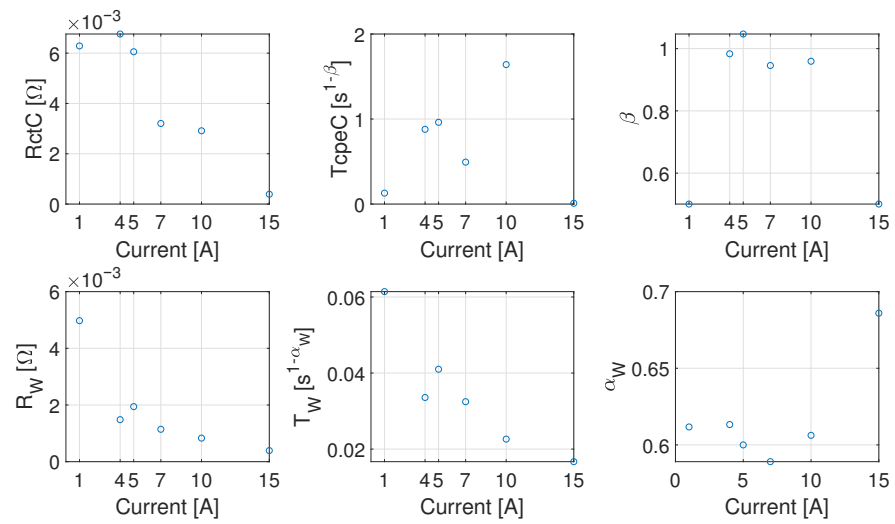 ×10⁻³
6
4
2
0
RctC [Ω]
1 4 5 7 10 15
Current [A]
2
1
0
TcpeC [s^{1-β}]
1 4 5 7 10 15
Current [A]
1
0.8
0.6
β
1 4 5 7 10 15
Current [A]
×10⁻³
6
4
2
0
R_W [Ω]
1 4 5 7 10 15
Current [A]
0.06
0.04
0.02
T_W [s^{1-α_W}]
1 4 5 7 10 15
Current [A]
0.7
0.65
0.6
α_W
0 5 10 15
Current [A]